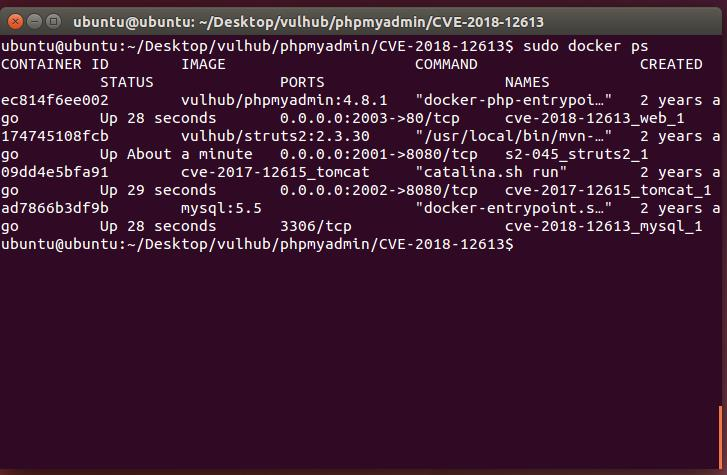 ubuntu@ubuntu: ~/Desktop/vulhub/phpmyadmin/CVE-2018-12613
ubuntu@ubuntu:~/Desktop/vulhub/phpmyadmin/CVE-2018-12613$ sudo docker ps
CONTAINER ID        IMAGE                     COMMAND                  CREATED
           STATUS              PORTS                    NAMES
ec814f6ee002        vulhub/phpmyadmin:4.8.1   "docker-php-entrypoi…"   2 years a
go         Up 28 seconds       0.0.0.0:2003->80/tcp     cve-2018-12613_web_1
174745108fcb        vulhub/struts2:2.3.30     "/usr/local/bin/mvn-…"   2 years a
go         Up About a minute   0.0.0.0:2001->8080/tcp   s2-045_struts2_1
09dd4e5bfa91        cve-2017-12615_tomcat     "catalina.sh run"        2 years a
go         Up 29 seconds       0.0.0.0:2002->8080/tcp   cve-2017-12615_tomcat_1
ad7866b3df9b        mysql:5.5                 "docker-entrypoint.s…"   2 years a
go         Up 28 seconds       3306/tcp                 cve-2018-12613_mysql_1
ubuntu@ubuntu:~/Desktop/vulhub/phpmyadmin/CVE-2018-12613$